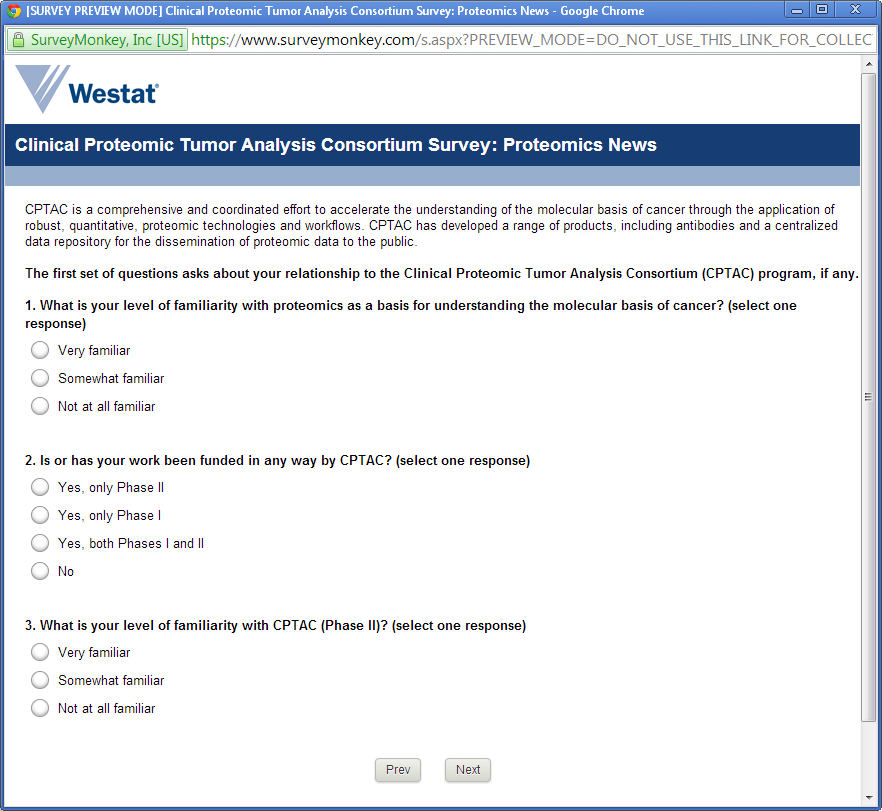 [SURVEY PREVIEW MODE] Clinical Proteomic Tumor Analysis Consortium Survey: Proteomics News - Google Chrome
SurveyMonkey, Inc [US] https://www.surveymonkey.com/s.aspx?PREVIEW_MODE=DO_NOT_USE_THIS_LINK_FOR_COLLEC
Westat®
Clinical Proteomic Tumor Analysis Consortium Survey: Proteomics News
CPTAC is a comprehensive and coordinated effort to accelerate the understanding of the molecular basis of cancer through the application of
robust, quantitative, proteomic technologies and workflows. CPTAC has developed a range of products, including antibodies and a centralized
data repository for the dissemination of proteomic data to the public.
The first set of questions asks about your relationship to the Clinical Proteomic Tumor Analysis Consortium (CPTAC) program, if any.
1. What is your level of familiarity with proteomics as a basis for understanding the molecular basis of cancer? (select one
response)
Very familiar
Somewhat familiar
Not at all familiar
2. Is or has your work been funded in any way by CPTAC? (select one response)
Yes, only Phase II
Yes, only Phase I
Yes, both Phases I and II
No
3. What is your level of familiarity with CPTAC (Phase II)? (select one response)
Very familiar
Somewhat familiar
Not at all familiar
Prev Next